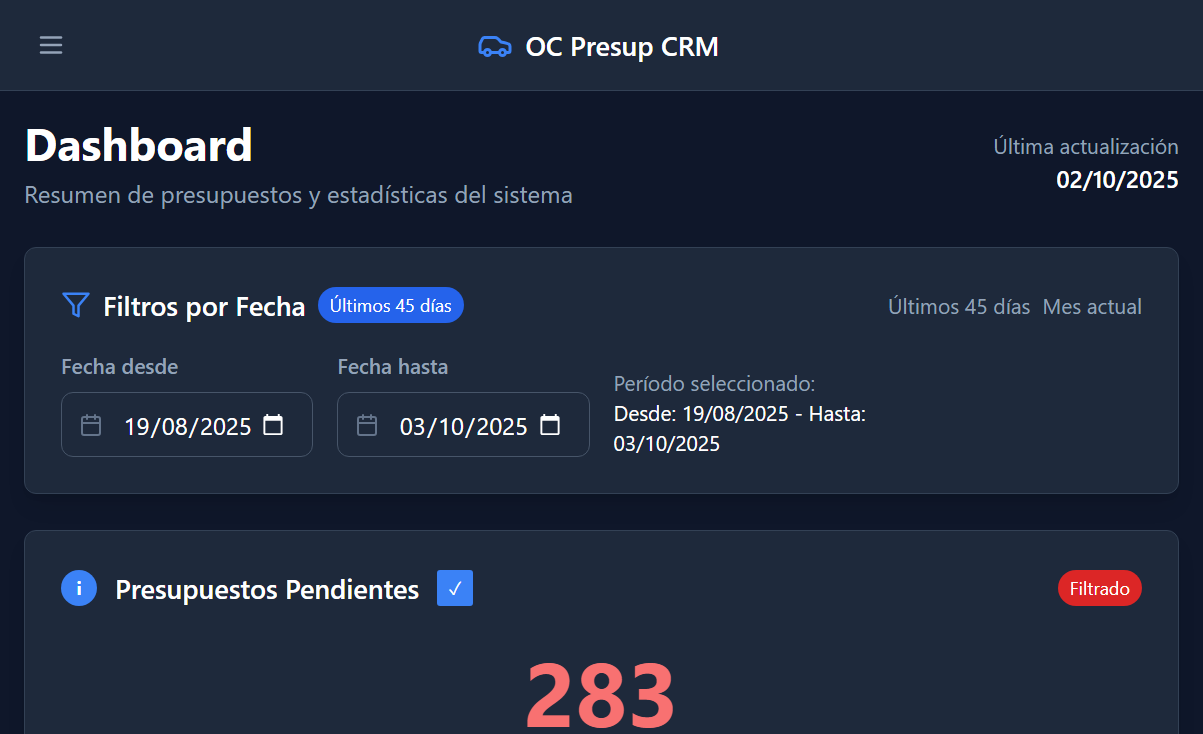 OC Presup CRM
Dashboard
Resumen de presupuestos y estadísticas del sistema
Última actualización
02/10/2025
Filtros por Fecha
Últimos 45 días
Últimos 45 días
Mes actual
Fecha desde
19/08/2025
Fecha hasta
03/10/2025
Período seleccionado:
Desde: 19/08/2025 - Hasta:
03/10/2025
i
Presupuestos Pendientes
✓
Filtrado
283